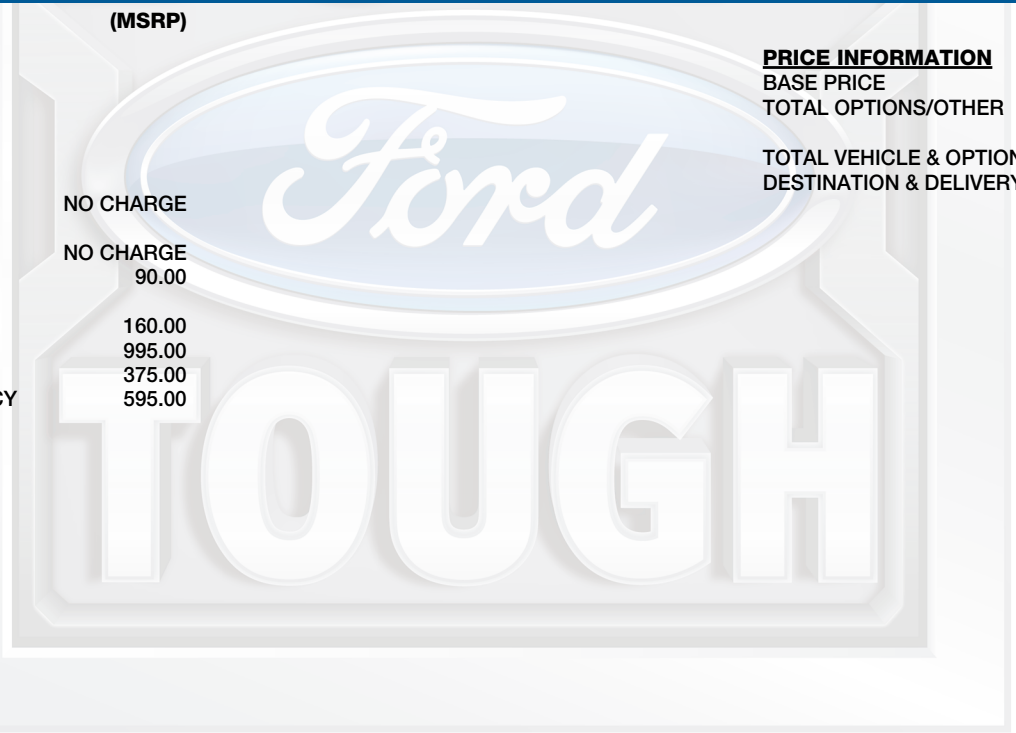 (MSRP)
NO CHARGE
NO CHARGE
90.00
160.00
995.00
375.00
CY 595.00
PRICE INFORMATION
BASE PRICE
TOTAL OPTIONS/OTHER
TOTAL VEHICLE & OPTION
DESTINATION & DELIVERY
Ford
TOUGH